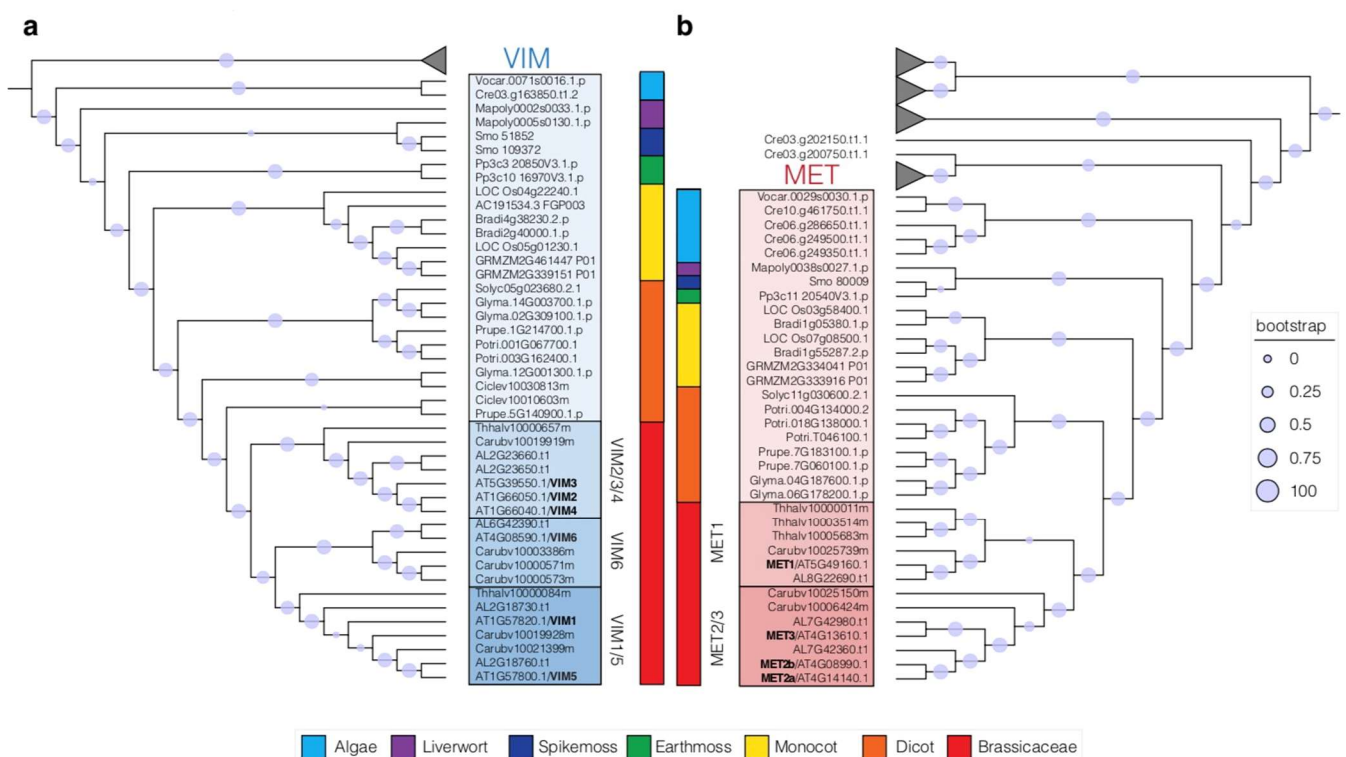 a
VIM
Vocar.0071s0016.1.p
Cre03.g163850.t1.2
Mapoly0002s0033.1.p
Mapoly0005s0130.1.p
Smo 51852
Smo 109372
Pp3c3 20850V3.1.p
Pp3c10 16970V3.1.p
LOC Os04g22240.1
AC191534.3 FGP003
Bradi4g38230.2.p
Bradi2g40000.1.p
LOC Os05g01230.1
GRMZM2G461447 P01
GRMZM2G339151 P01
Solyc05g023680.2.1
Glyma.14G003700.1.p
Glyma.02G309100.1.p
Prupe.1G214700.1.p
Potri.001G067700.1
Potri.003G162400.1
Glyma.12G001300.1.p
Ciclev10030813m
Ciclev10010603m
Prupe.5G140900.1.p
Thhalv10000657m
Carubv10019919m
AL2G23660.t1
AL2G23650.t1
AT5G39550.1/VIM3
AT1G66050.1/VIM2
AT1G66040.1/VIM4
AL6G42390.t1
AT4G08590.1/VIM6
Carubv10003386m
Carubv10000571m
Carubv10000573m
Thhalv10000084m
AL2G18730.t1
AT1G57820.1/VIM1
Carubv10019928m
Carubv10021399m
AL2G18760.t1
AT1G57800.1/VIM5
VIM2/3/4
VIM6
VIM1/5
b
Cre03.g202150.t1.1
Cre03.g200750.t1.1
MET
Vocar.0029s0030.1.p
Cre10.g461750.t1.1
Cre06.g286650.t1.1
Cre06.g249500.t1.1
Cre06.g249350.t1.1
Mapoly0038s0027.1.p
Smo 80009
Pp3c11 20540V3.1.p
LOC Os03g58400.1
Bradi1g05380.1.p
LOC Os07g08500.1
Bradi1g55287.2.p
GRMZM2G334041 P01
GRMZM2G333916 P01
Solyc11g030600.2.1
Potri.004G134000.2
Potri.018G138000.1
Potri.T046100.1
Prupe.7G183100.1.p
Prupe.7G060100.1.p
Glyma.04G187600.1.p
Glyma.06G178200.1.p
Thhalv10000011m
Thhalv10003514m
Thhalv10005683m
Carubv10025739m
MET1/AT5G49160.1
AL8G22690.t1
Carubv10025150m
Carubv10006424m
AL7G42980.t1
MET3/AT4G13610.1
AL7G42360.t1
MET2b/AT4G08990.1
MET2a/AT4G14140.1
MET1
MET2/3
bootstrap
0
0.25
0.5
0.75
100
Algae
Liverwort
Spikemoss
Earthmoss
Monocot
Dicot
Brassicaceae